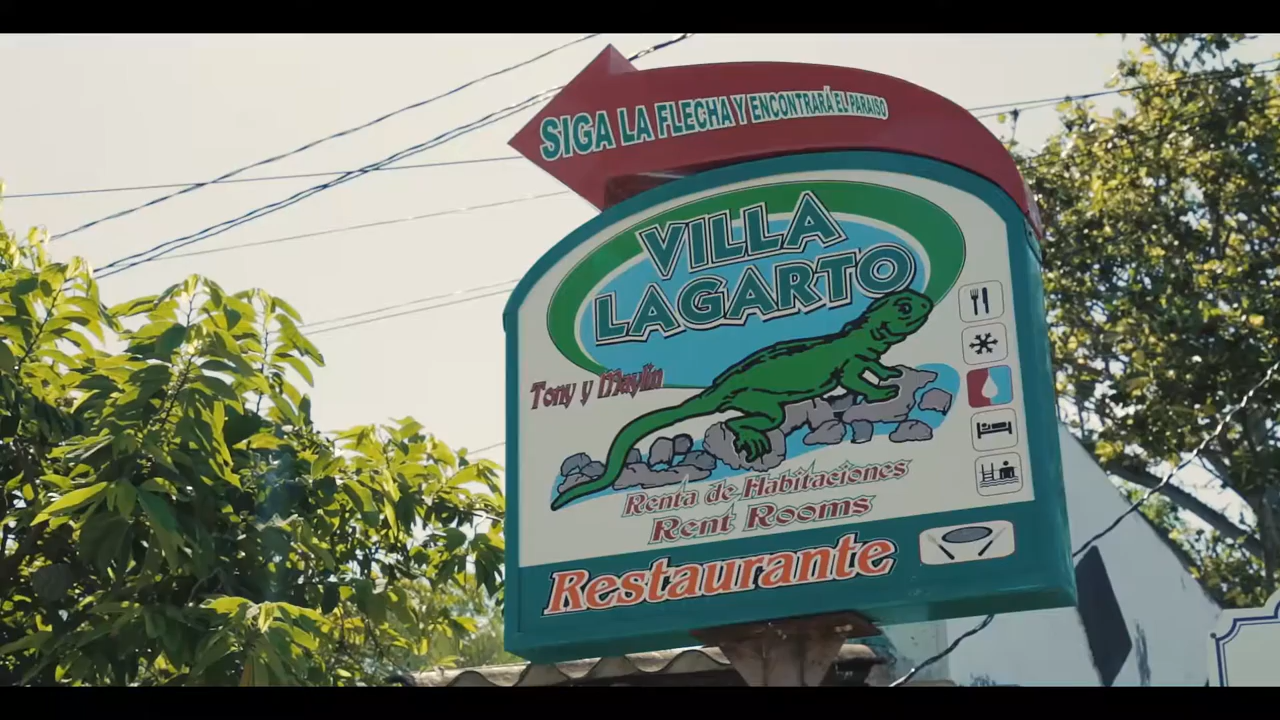 SIGA LA FLECHA Y ENCONTRARÁ EL PARAISO
VILLA
LAGARTO
Tony y Maylin
Renta de Habitaciones
Rent Rooms
Restaurante